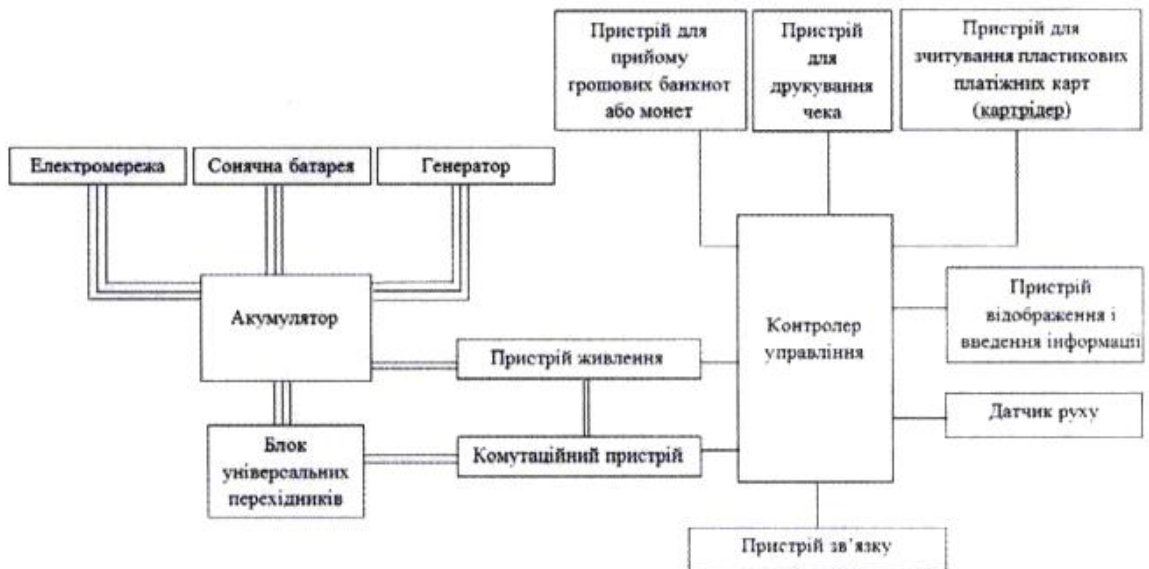 Пристрій для
прийому
грошових банкнот
або монет
Пристрій
для
друкування
чека
Пристрій для
зчитування пластикових
платіжних карт
(картрідер)
Електромережа
Сонячна батарея
Генератор
Акумулятор
Контролер
управління
Пристрій
відображення і
введення інформації
Пристрій живлення
Датчик руху
Блок
універсальних
перехідників
Комутаційний пристрій
Пристрій зв’язку